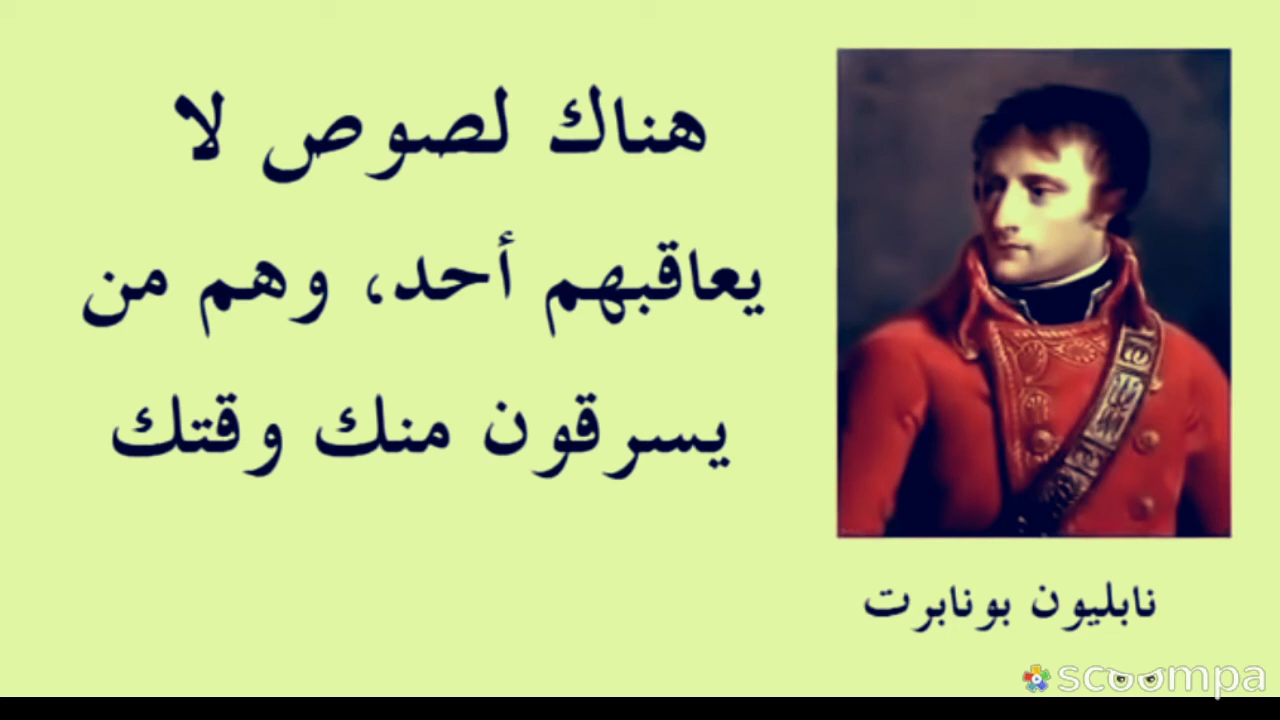 هناك لصوص لا
يعاقبهم أحد، وهم من
يسرقون منك وقتك
نابليون بونابرت
scoompa